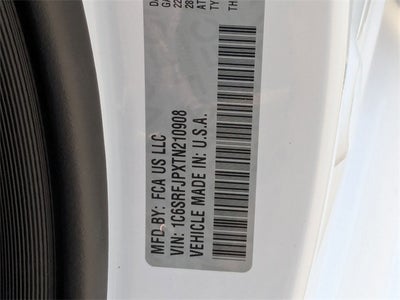 MFD BY: FCA US LLC
VIN: 1C6SRFJPXTN210908
VEHICLE MADE IN: U.S.A.